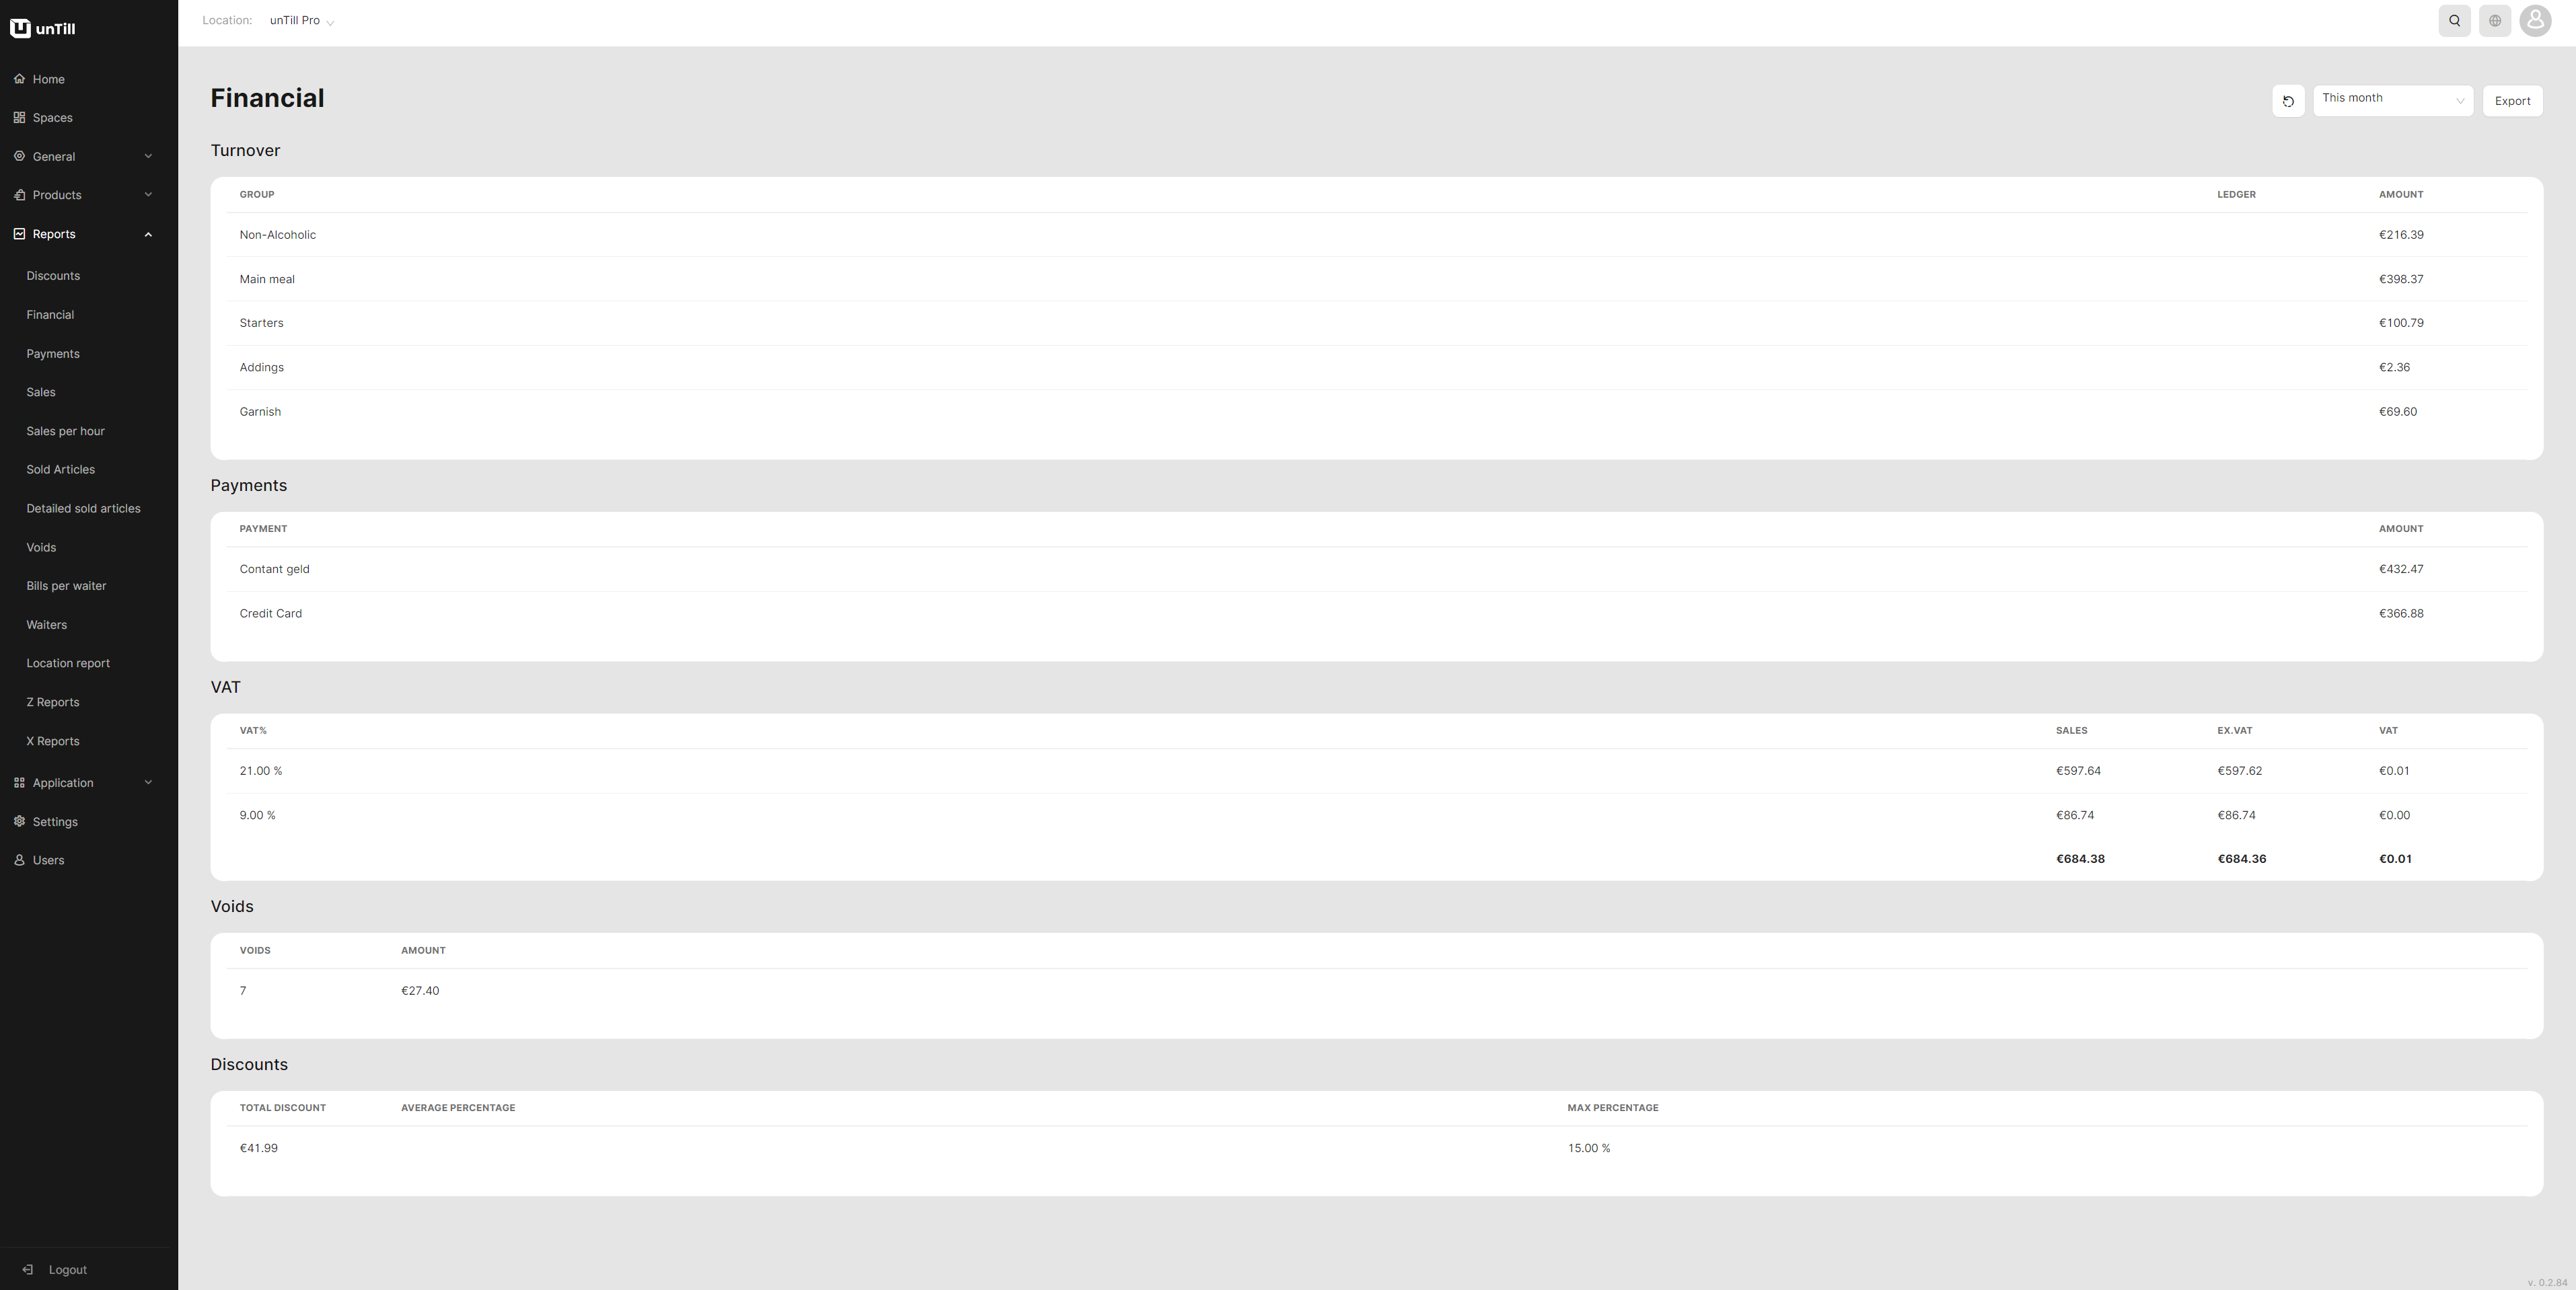 unTill
Location: unTill Pro
Home
Spaces
General
Products
Reports
Discounts
Financial
Payments
Sales
Sales per hour
Sold Articles
Detailed sold articles
Voids
Bills per waiter
Waiters
Location report
Z Reports
X Reports
Application
Settings
Users
Logout
Financial
This month
Export
Turnover
GROUP LEDGER AMOUNT
Non-Alcoholic €216.39
Main meal €398.37
Starters €100.79
Addings €2.36
Garnish €69.60
Payments
PAYMENT AMOUNT
Contant geld €432.47
Credit Card €366.88
VAT
VAT% SALES EX.VAT VAT
21.00 % €597.64 €597.62 €0.01
9.00 % €86.74 €86.74 €0.00
€684.38 €684.36 €0.01
Voids
VOIDS AMOUNT
7 €27.40
Discounts
TOTAL DISCOUNT AVERAGE PERCENTAGE MAX PERCENTAGE
€41.99 15.00 %
v. 0.2.84